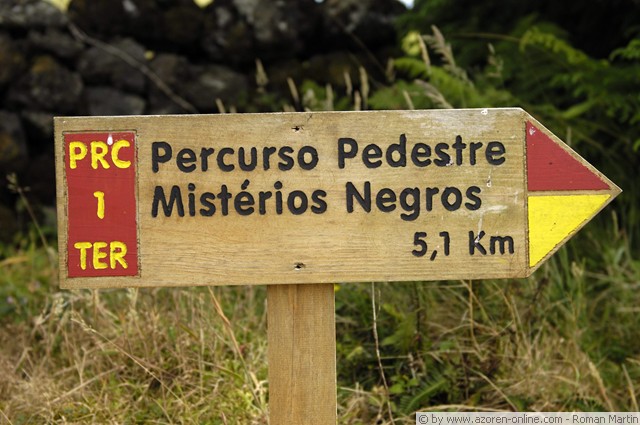 PRC
1
TER
Percurso Pedestre
Mistérios Negros
5,1 Km
© by www.azoren-online.com - Roman Martin